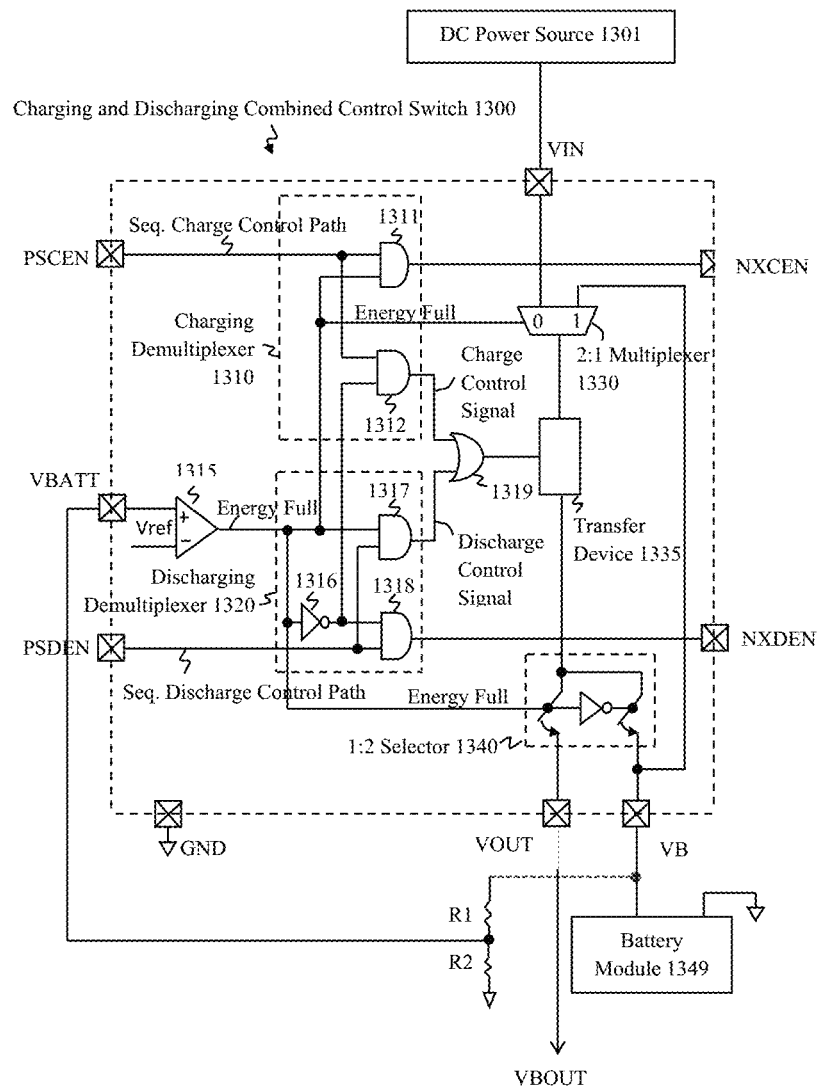 DC Power Source 1301
Charging and Discharging Combined Control Switch 1300
VIN
1311
Seq. Charge Control Path
PSCEN
NXCEN
Energy Full
0 1
Charging
Demultiplexer
1310
2:1 Multiplexer
1330
Charge
Control
Signal
1312
1315
VBATT
1317
1319
Energy Full
+
Vref
−
Transfer
Device 1335
Discharge
Control
Signal
Discharging
Demultiplexer 1320
1316
1318
PSDEN
NXDEN
Seq. Discharge Control Path
Energy Full
1:2 Selector 1340
GND
VOUT
VB
R1
R2
Battery
Module 1349
VBOUT